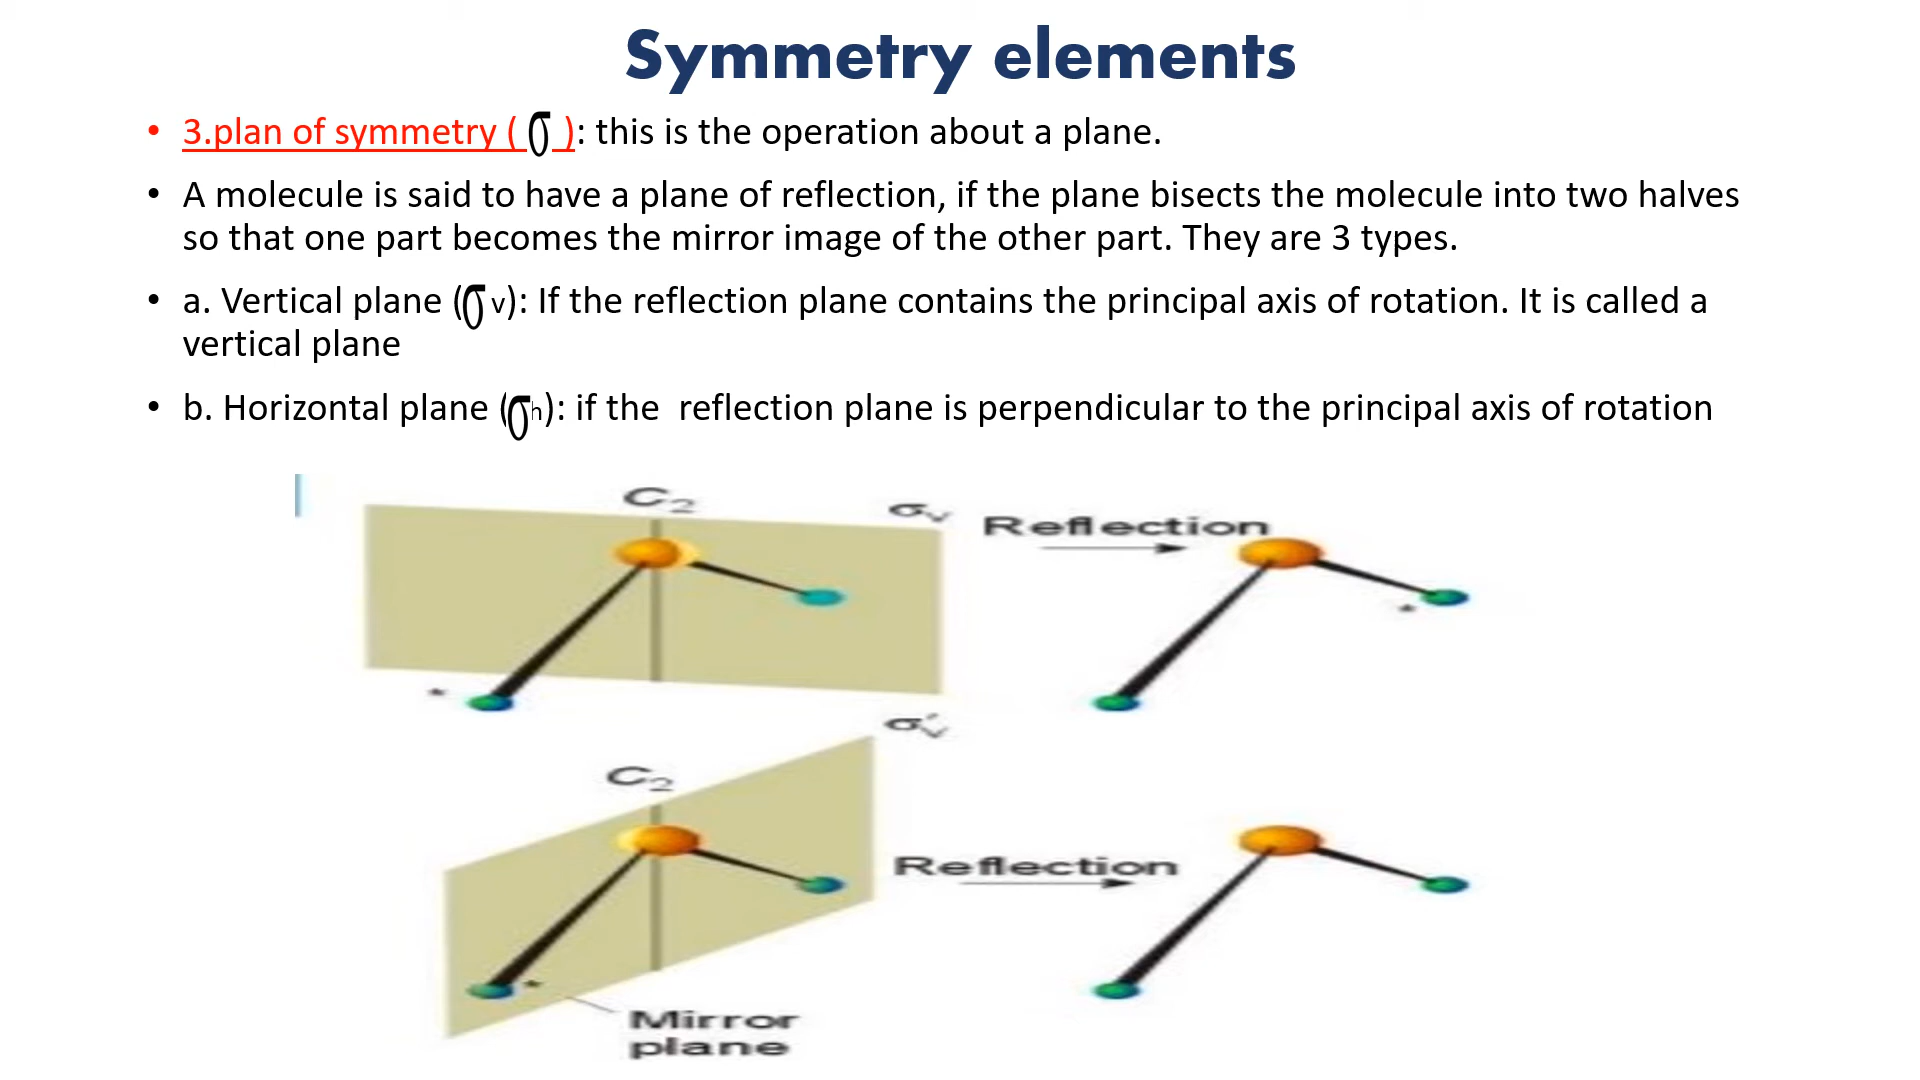 Symmetry elements
• 3.plan of symmetry ( σ ): this is the operation about a plane.
• A molecule is said to have a plane of reflection, if the plane bisects the molecule into two halves
so that one part becomes the mirror image of the other part. They are 3 types.
• a. Vertical plane (σ v): If the reflection plane contains the principal axis of rotation. It is called a
vertical plane
• b. Horizontal plane (σh): if the  reflection plane is perpendicular to the principal axis of rotation
C2
σv
Reflection
*
*
σ'v
C2
Reflection
*
Mirror
plane